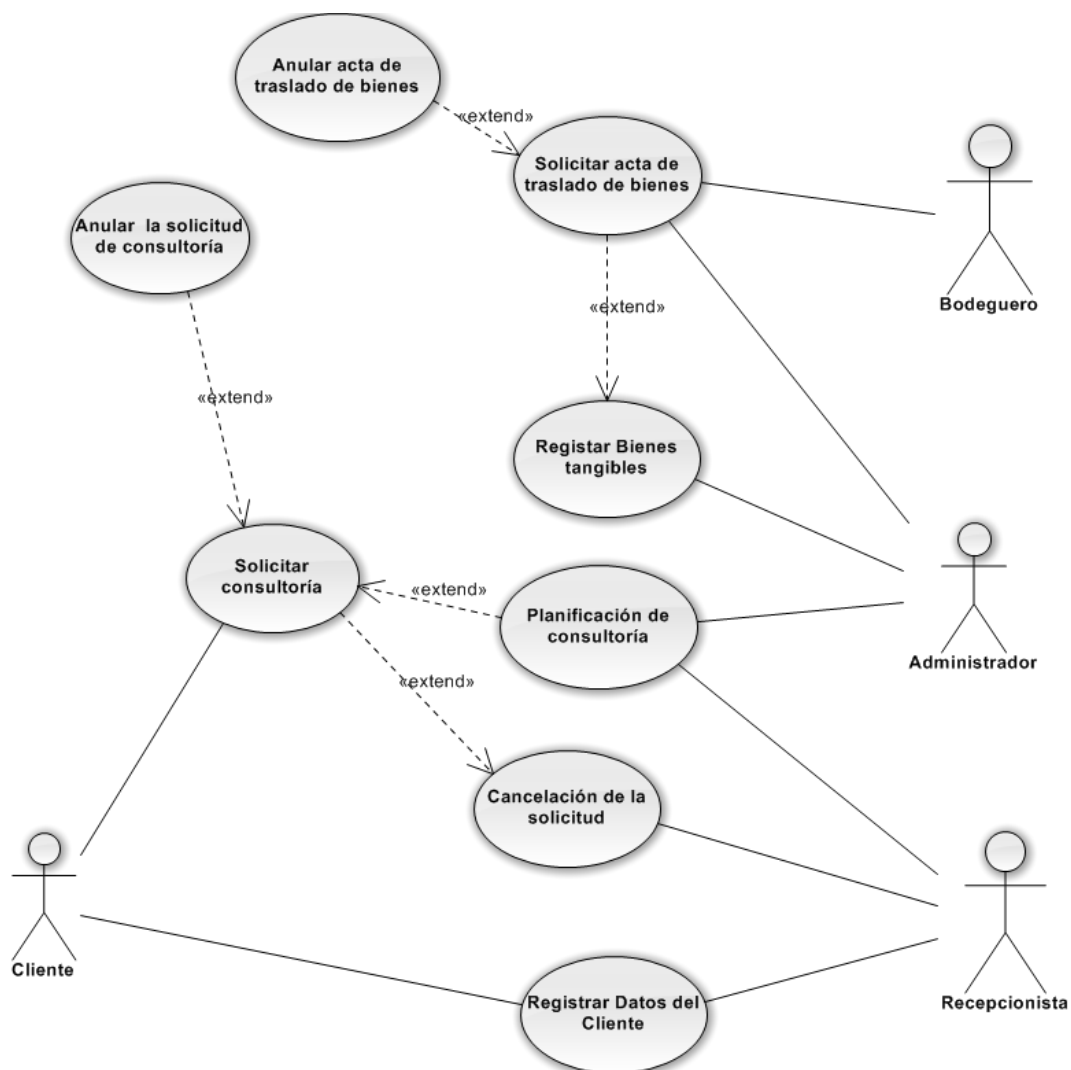 Anular acta de
traslado de bienes
«extend»
Solicitar acta de
traslado de bienes
Anular la solicitud
de consultoría
Bodeguero
«extend»
«extend»
Registar Bienes
tangibles
Solicitar
consultoría
«extend»
Planificación de
consultoría
Administrador
«extend»
Cancelación de la
solicitud
Cliente
Registrar Datos del
Cliente
Recepcionista